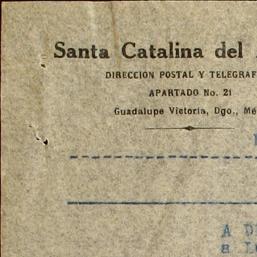 Santa Catalina del
DIRECCION POSTAL Y TELEGRAF
APARTADO No. 21
Guadalupe Victoria, Dgo., Mé
A D
a L